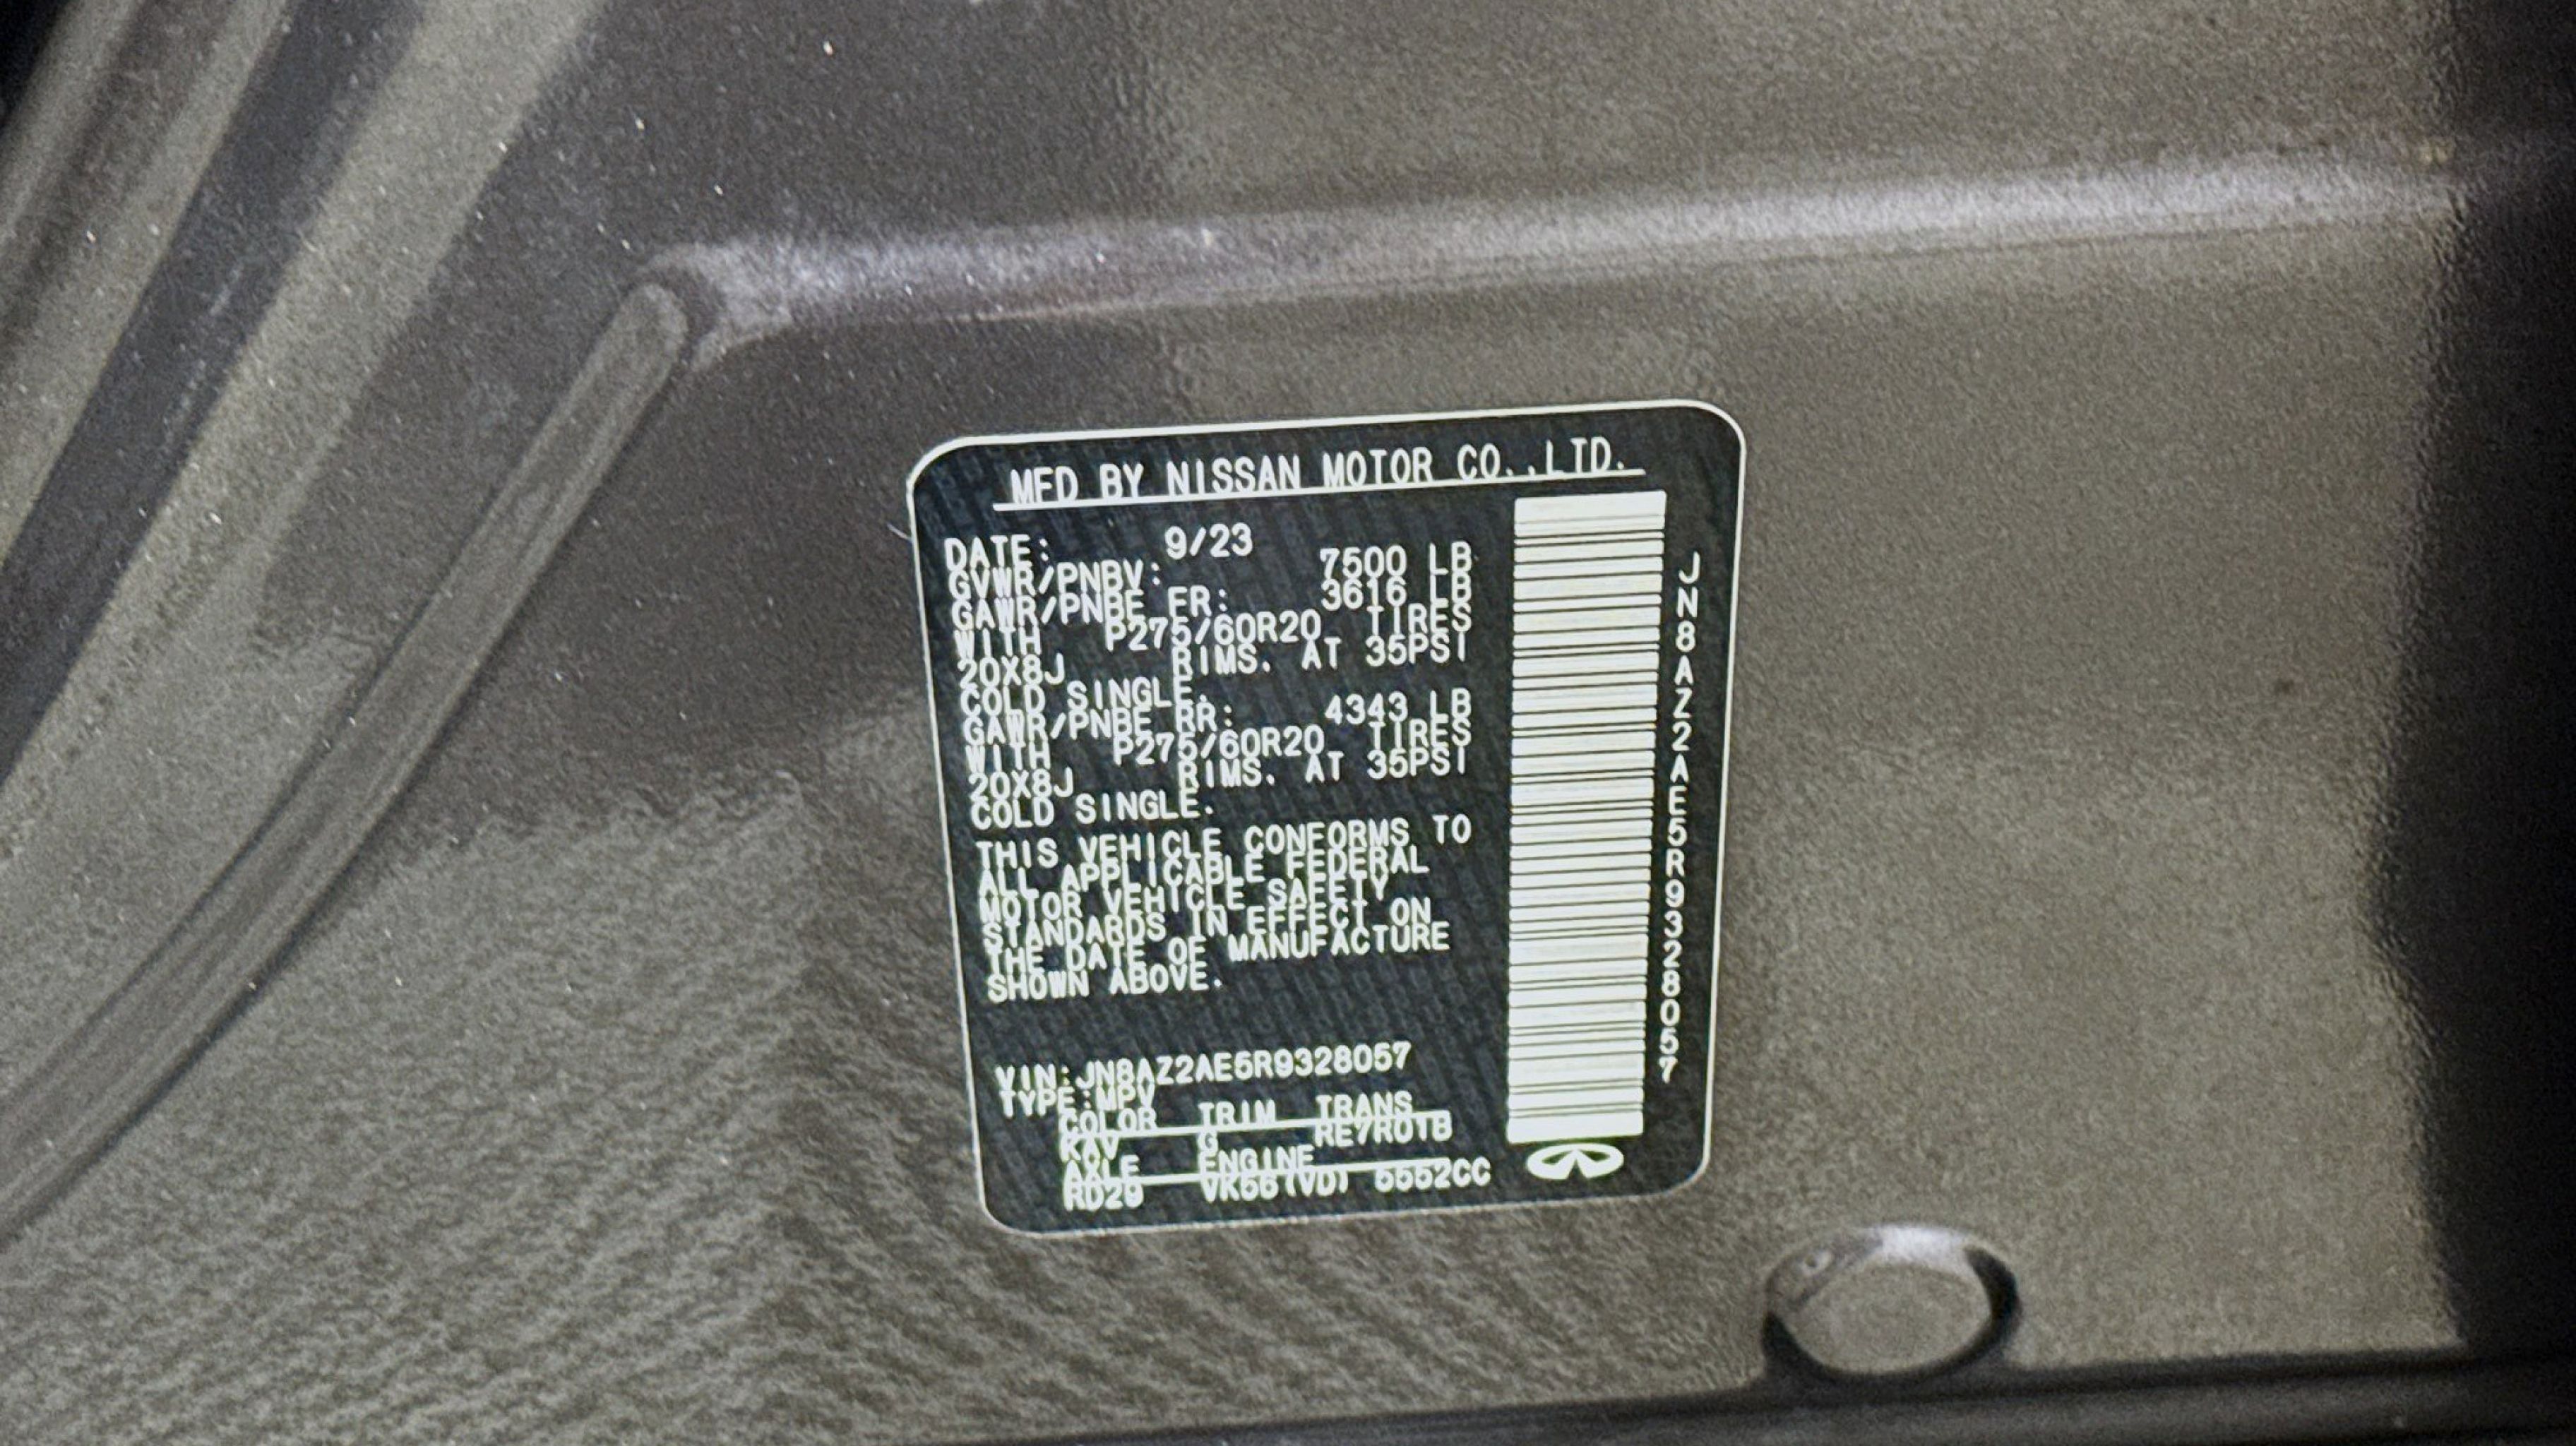 MFD BY NISSAN MOTOR CO.,LTD.
DATE: 9/23
GVWR/PNBV: 7500 LB
GAWR/PNBE FR: 3616 LB
WITH P275/60R20 TIRES
20X8J RIMS. AT 35PSI
COLD SINGLE.
GAWR/PNBE RR: 4343 LB
WITH P275/60R20 TIRES
20X8J RIMS. AT 35PSI
COLD SINGLE.
THIS VEHICLE CONFORMS TO
ALL APPLICABLE FEDERAL
MOTOR VEHICLE SAFETY
STANDARDS IN EFFECT ON
THE DATE OF MANUFACTURE
SHOWN ABOVE.
VIN:JN8AZ2AE5R9328057
TYPE:MPV
COLOR TRIM TRANS
KAV G RE7R01B
AXLE ENGINE
RD29 VK56(VD) 5552CC
JN8AZ2AE5R9328057